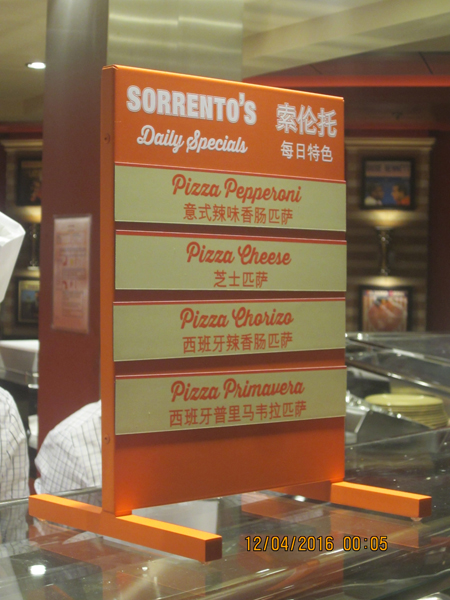 SORRENTO'S 索伦托
Daily Specials 每日特色
Pizza Pepperoni
意式辣味香肠匹萨
Pizza Cheese
芝士匹萨
Pizza Chorizo
西班牙辣香肠匹萨
Pizza Primavera
西班牙普里马韦拉匹萨
12/04/2016 00:05